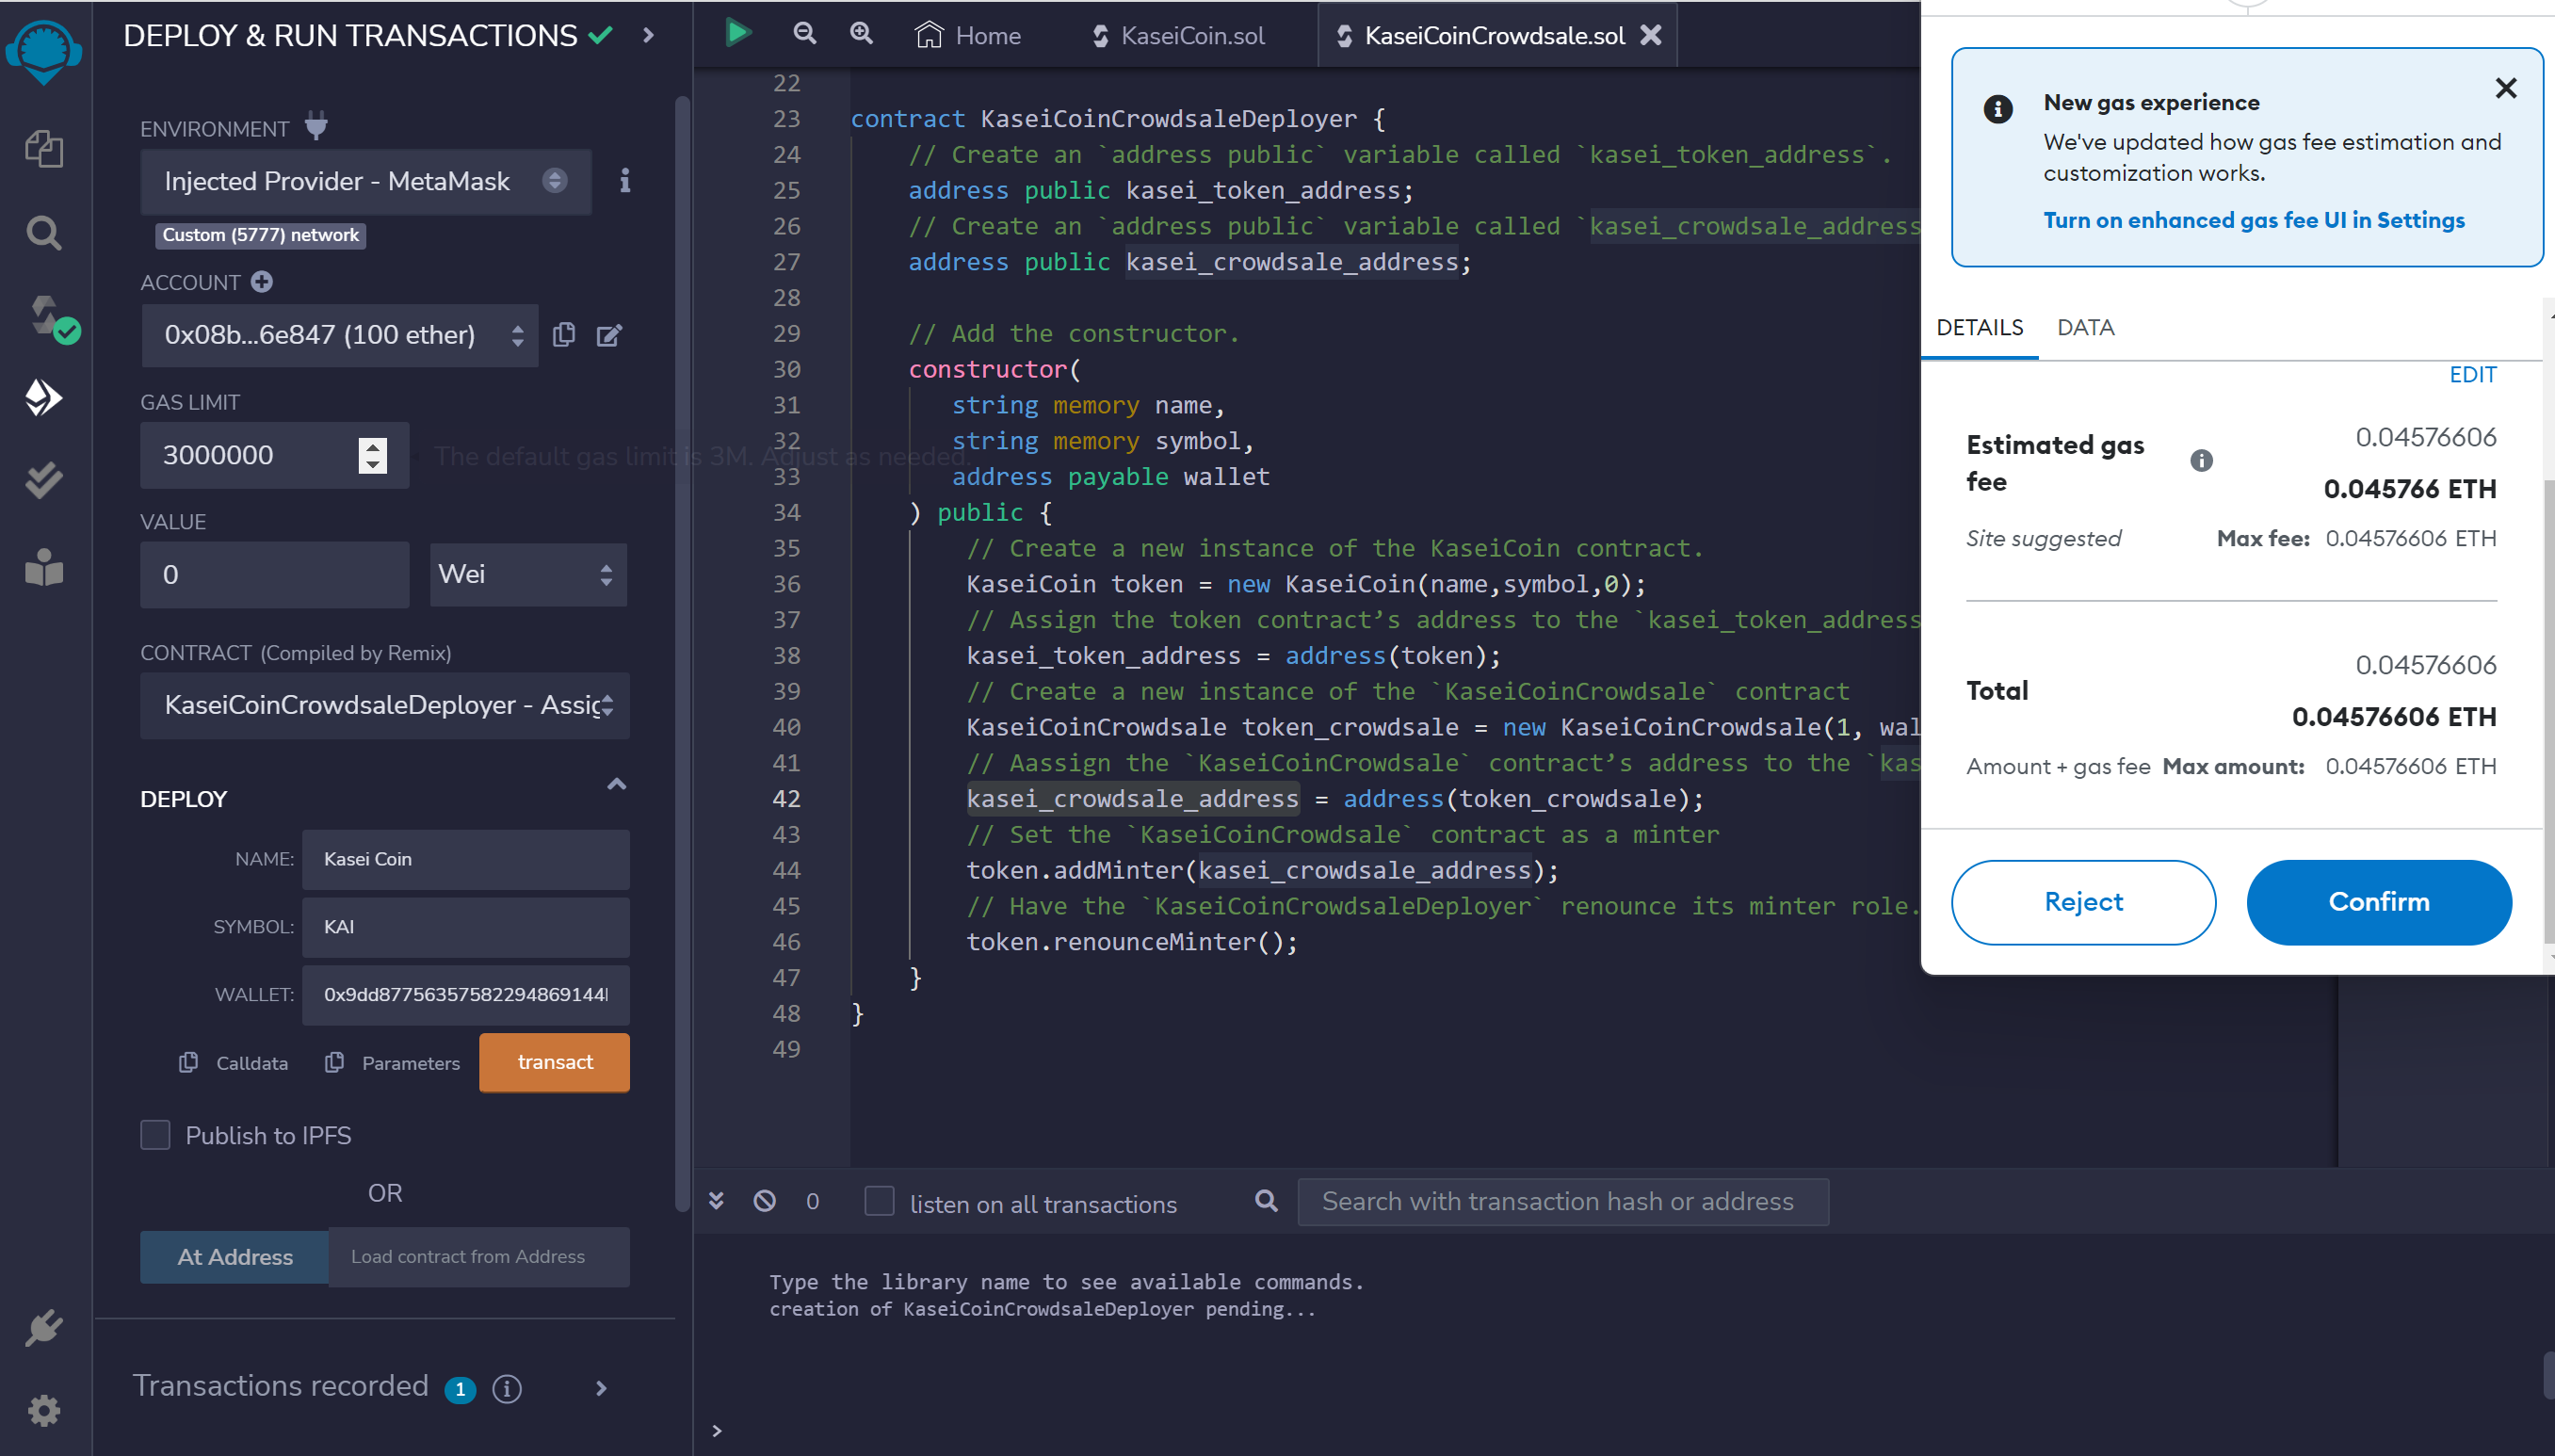 DEPLOY & RUN TRANSACTIONS
ENVIRONMENT
Injected Provider - MetaMask
Custom (5777) network
ACCOUNT
0x08b...6e847 (100 ether)
GAS LIMIT
3000000
The default gas limit is 3M. Adjust as needed.
VALUE
0
Wei
CONTRACT (Compiled by Remix)
KaseiCoinCrowdsaleDeployer - Assig
DEPLOY
NAME:
Kasei Coin
SYMBOL:
KAI
WALLET:
0x9dd87756357582294869144
Calldata
Parameters
transact
Publish to IPFS
OR
At Address
Load contract from Address
Transactions recorded 1
Home
KaseiCoin.sol
KaseiCoinCrowdsale.sol
22
23 contract KaseiCoinCrowdsaleDeployer {
24 // Create an `address public` variable called `kasei_token_address`.
25 address public kasei_token_address;
26 // Create an `address public` variable called `kasei_crowdsale_address
27 address public kasei_crowdsale_address;
28
29 // Add the constructor.
30 constructor(
31 string memory name,
32 string memory symbol,
33 address payable wallet
34 ) public {
35 // Create a new instance of the KaseiCoin contract.
36 KaseiCoin token = new KaseiCoin(name,symbol,0);
37 // Assign the token contract’s address to the `kasei_token_address
38 kasei_token_address = address(token);
39 // Create a new instance of the `KaseiCoinCrowdsale` contract
40 KaseiCoinCrowdsale token_crowdsale = new KaseiCoinCrowdsale(1, wal
41 // Aassign the `KaseiCoinCrowdsale` contract’s address to the `kas
42 kasei_crowdsale_address = address(token_crowdsale);
43 // Set the `KaseiCoinCrowdsale` contract as a minter
44 token.addMinter(kasei_crowdsale_address);
45 // Have the `KaseiCoinCrowdsaleDeployer` renounce its minter role.
46 token.renounceMinter();
47 }
48 }
49
0
listen on all transactions
Search with transaction hash or address
Type the library name to see available commands.
creation of KaseiCoinCrowdsaleDeployer pending...
>
New gas experience
We've updated how gas fee estimation and
customization works.
Turn on enhanced gas fee UI in Settings
DETAILS
DATA
EDIT
Estimated gas
fee
0.04576606
0.045766 ETH
Site suggested
Max fee: 0.04576606 ETH
0.04576606
Total
0.04576606 ETH
Amount + gas fee Max amount: 0.04576606 ETH
Reject
Confirm